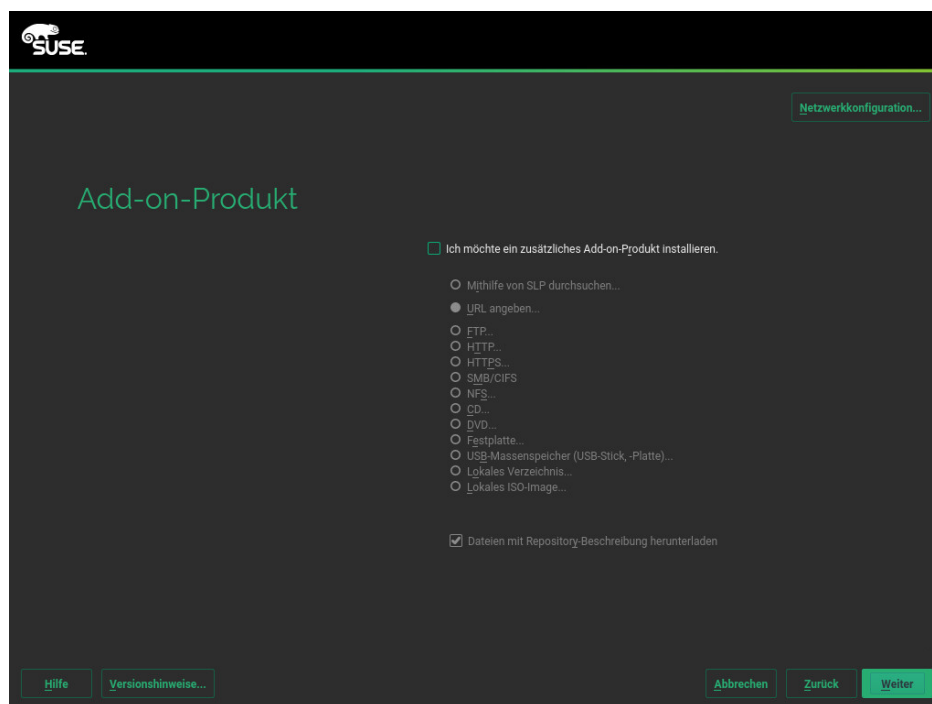 SUSE.
Netzwerkkonfiguration...
Add-on-Produkt
Ich möchte ein zusätzliches Add-on-Produkt installieren.
Mithilfe von SLP durchsuchen...
URL angeben...
FTP...
HTTP...
HTTPS...
SMB/CIFS
NFS...
CD...
DVD...
Festplatte...
USB-Massenspeicher (USB-Stick, -Platte)...
Lokales Verzeichnis...
Lokales ISO-Image...
Dateien mit Repository-Beschreibung herunterladen
Hilfe Versionshinweise... Abbrechen Zurück Weiter